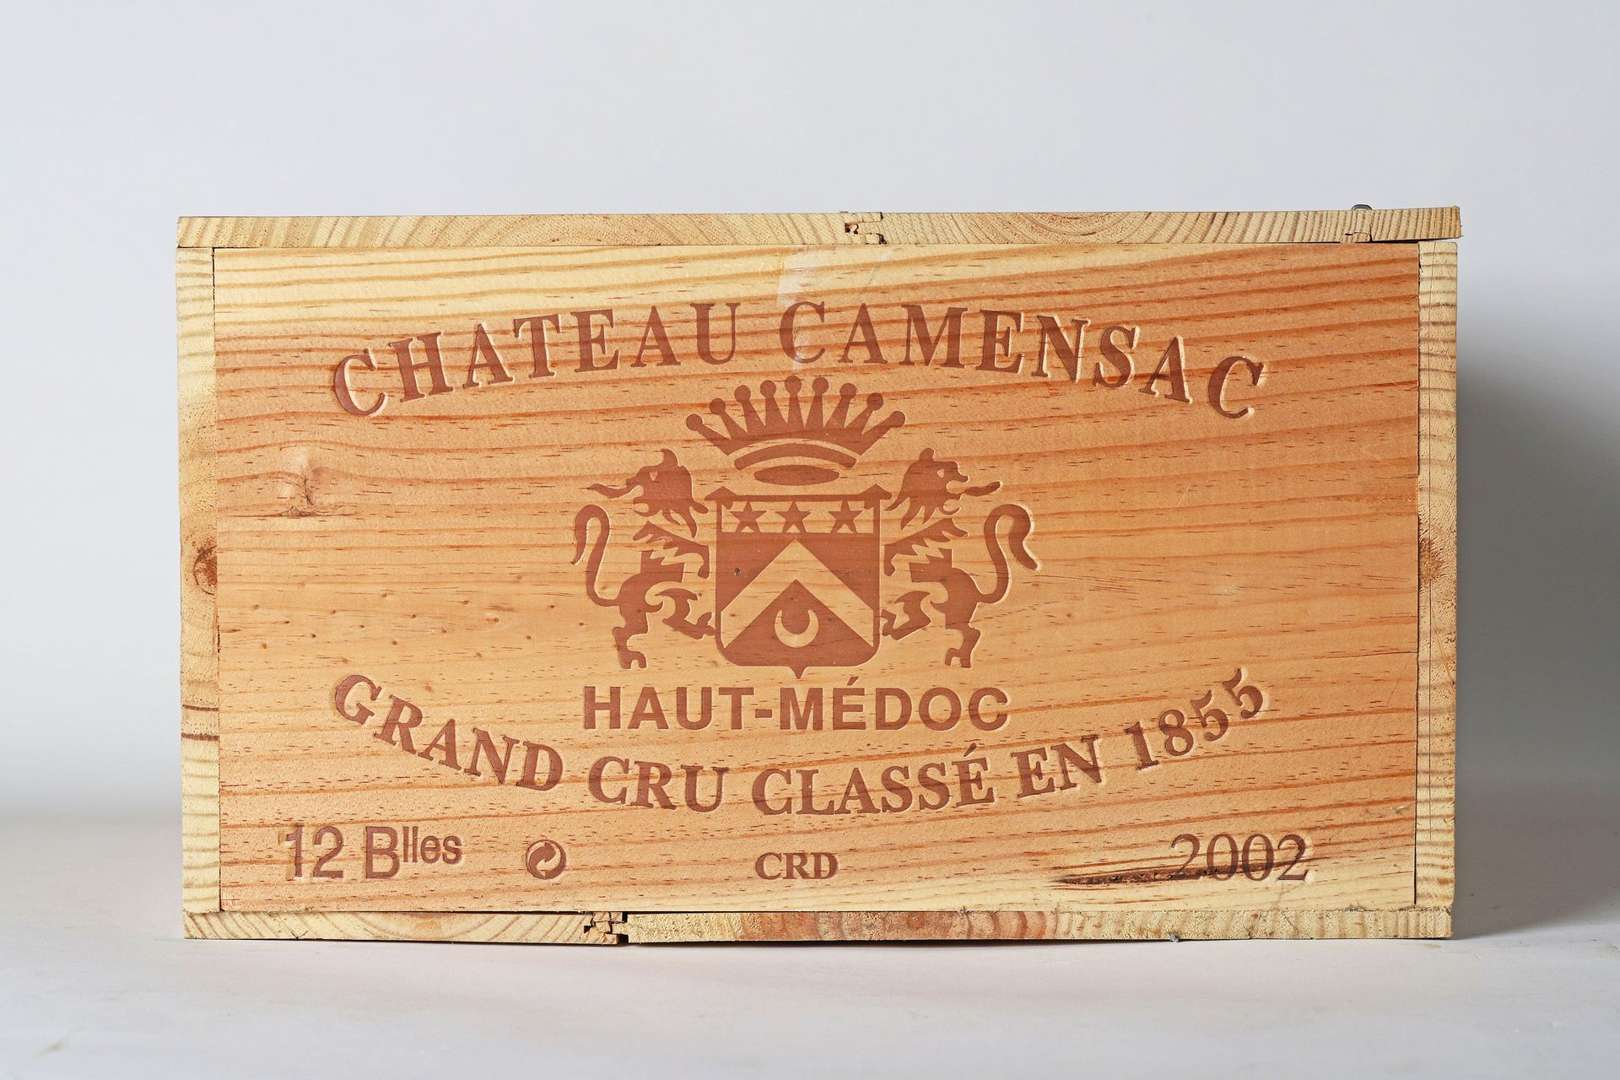 CHATEAU CAMENSAC
HAUT-MÉDOC
GRAND CRU CLASSÉ EN 1855
12 Blles CRD 2002